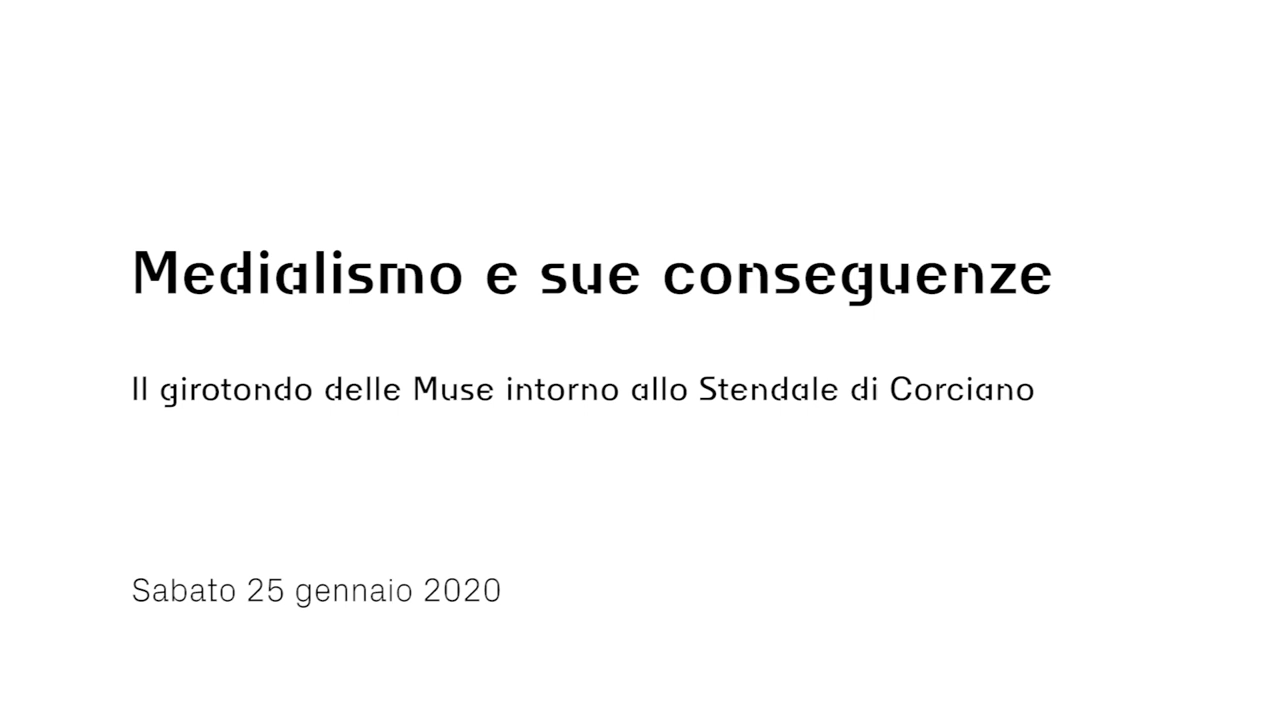 Medialismo e sue conseguenze
Il girotondo delle Muse intorno allo Stendale di Corciano
Sabato 25 gennaio 2020